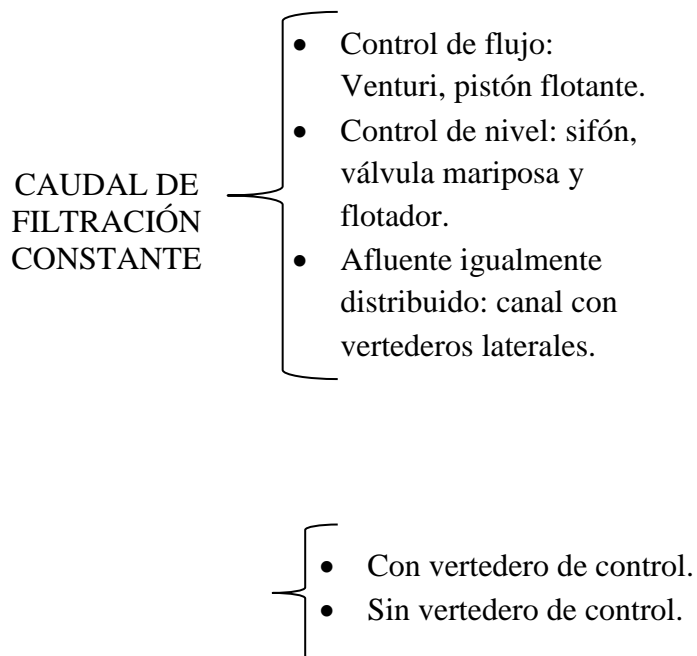 CAUDAL DE
FILTRACIÓN
CONSTANTE
• Control de flujo:
Venturi, pistón flotante.
• Control de nivel: sifón,
válvula mariposa y
flotador.
• Afluente igualmente
distribuido: canal con
vertederos laterales.
• Con vertedero de control.
• Sin vertedero de control.